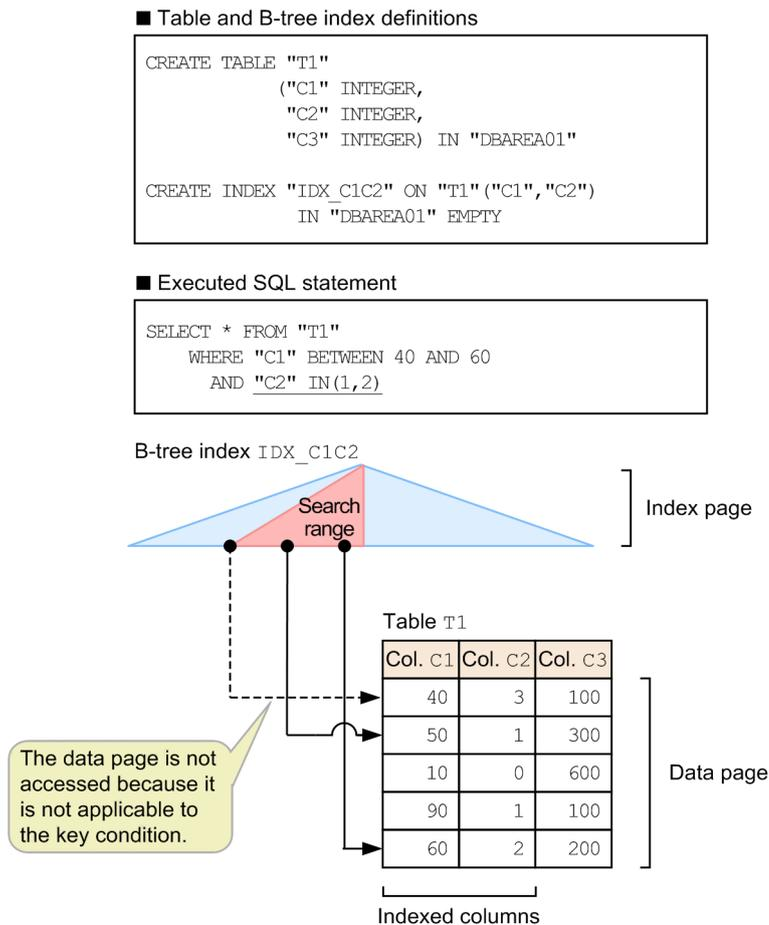 ■ Table and B-tree index definitions
CREATE TABLE "T1"
("C1" INTEGER,
"C2" INTEGER,
"C3" INTEGER) IN "DBAREA01"
CREATE INDEX "IDX_C1C2" ON "T1"("C1","C2")
IN "DBAREA01" EMPTY
■ Executed SQL statement
SELECT * FROM "T1"
WHERE "C1" BETWEEN 40 AND 60
AND "C2" IN(1,2)
B-tree index IDX_C1C2
Search
range
Index page
Table T1
Col. C1 Col. C2 Col. C3
40 3 100
50 1 300
10 0 600
90 1 100
60 2 200
The data page is not
accessed because it
is not applicable to
the key condition.
Data page
Indexed columns